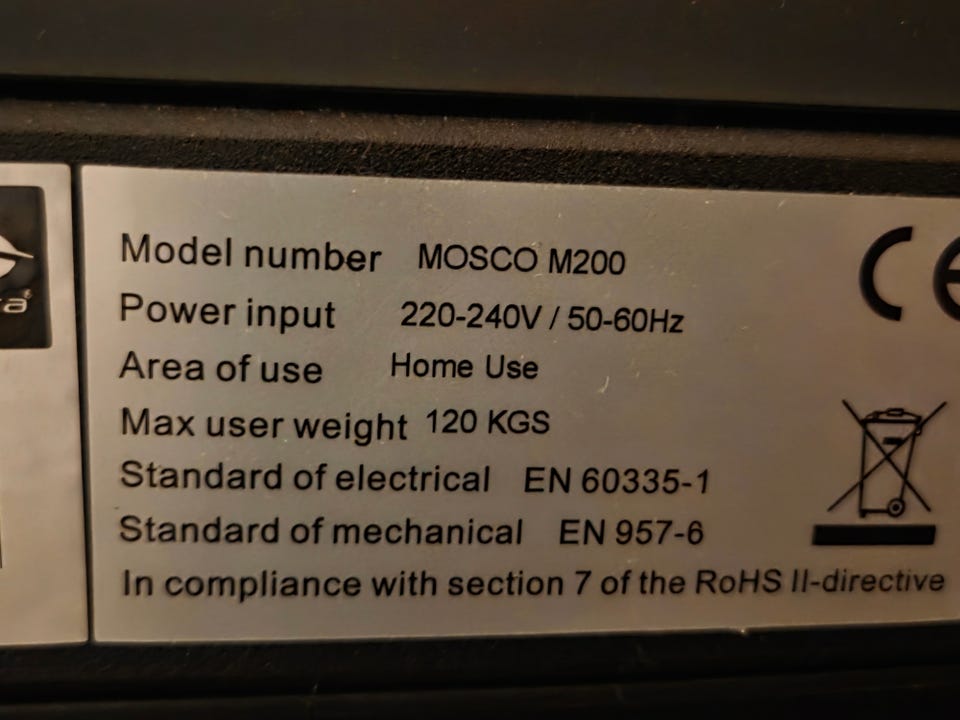 Model number MOSCO M200
Power input 220-240V / 50-60Hz
Area of use Home Use
Max user weight 120 KGS
Standard of electrical EN 60335-1
Standard of mechanical EN 957-6
In compliance with section 7 of the RoHS II-directive
CE